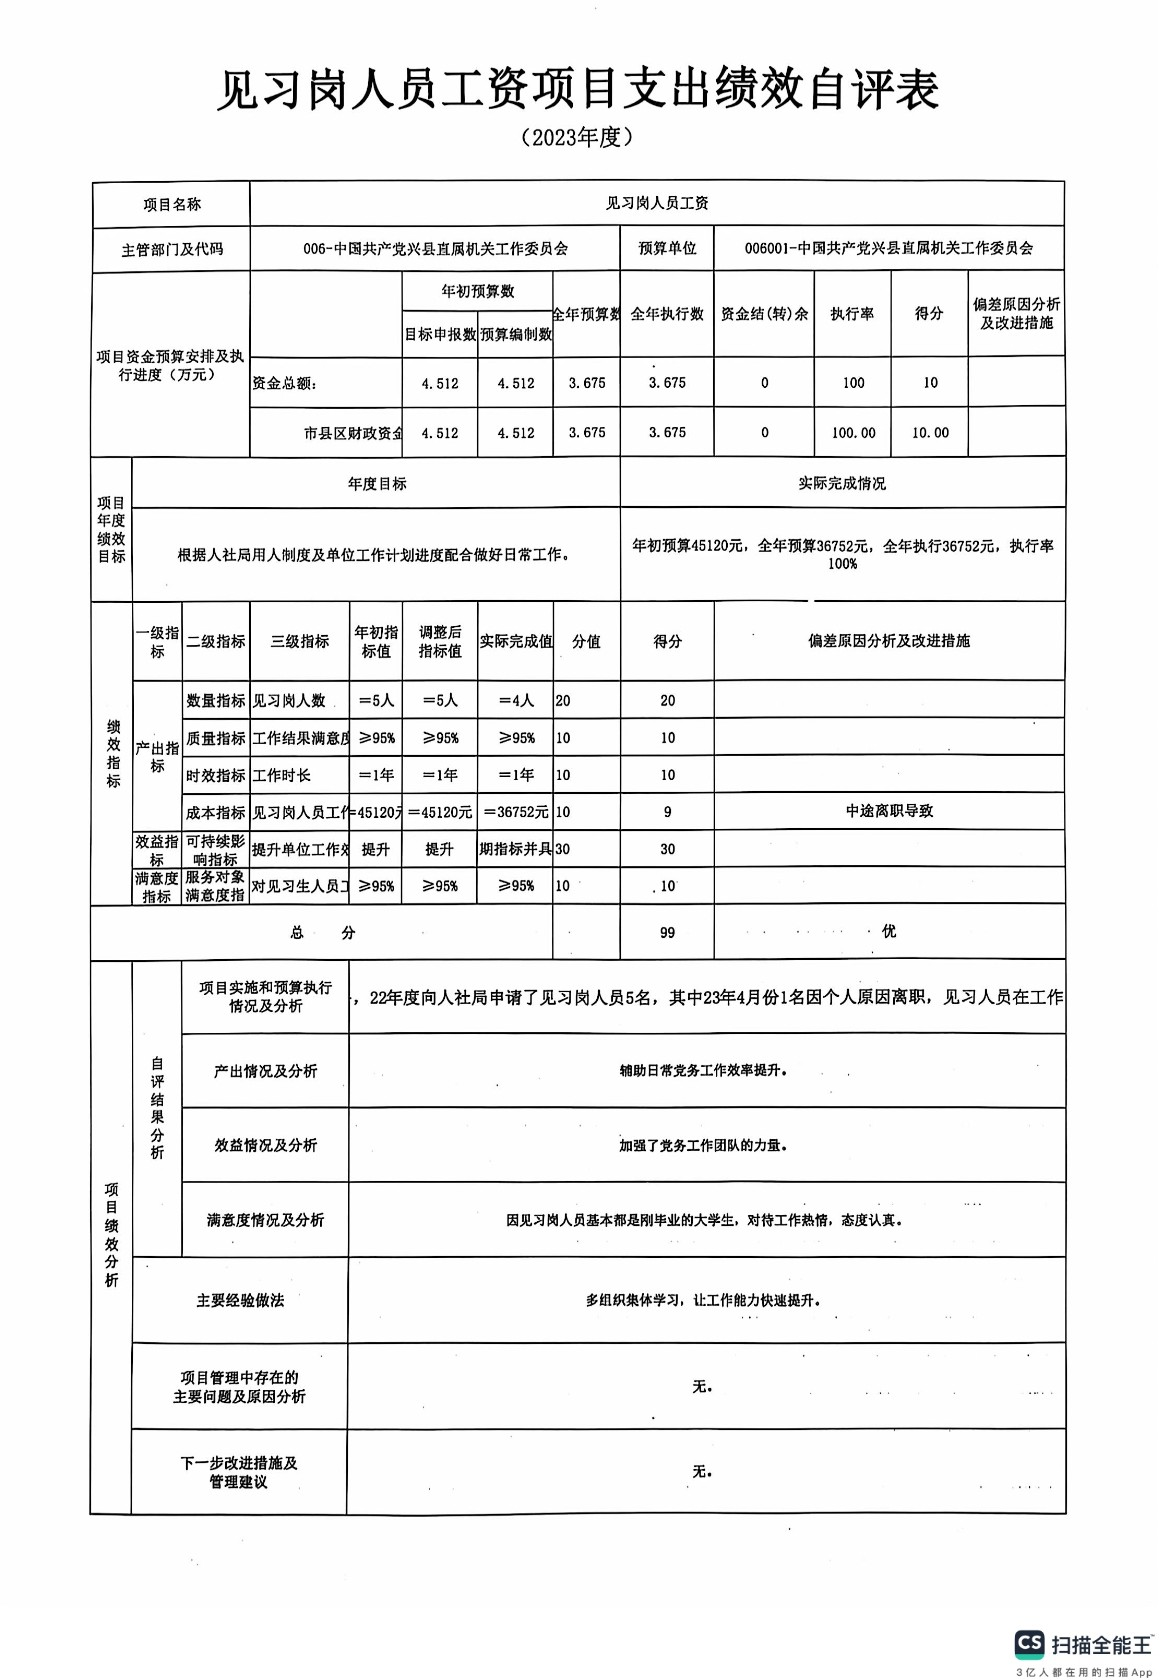 见习岗人员工资项目支出绩效自评表
（2023年度）
项目名称 见习岗人员工资
主管部门及代码 006-中国共产党兴县直属机关工作委员会 预算单位 006001-中国共产党兴县直属机关工作委员会
项目资金预算安排及执行进度（万元） 年初预算数 全年预算数 全年执行数 资金结(转)余 执行率 得分 偏差原因分析及改进措施
目标申报数 预算编制数
资金总额： 4.512 4.512 3.675 3.675 0 100 10
市县区财政资金 4.512 4.512 3.675 3.675 0 100.00 10.00
项目年度绩效目标 年度目标 实际完成情况
根据人社局用人制度及单位工作计划进度配合做好日常工作。 年初预算45120元，全年预算36752元，全年执行36752元，执行率100%
绩效指标 一级指标 二级指标 三级指标 年初指标值 调整后指标值 实际完成值 分值 得分 偏差原因分析及改进措施
产出指标 数量指标 见习岗人数 ＝5人 ＝5人 ＝4人 20 20
质量指标 工作结果满意度 ≥95% ≥95% ≥95% 10 10
时效指标 工作时长 ＝1年 ＝1年 ＝1年 10 10
成本指标 见习岗人员工作 =45120元 ＝45120元 ＝36752元 10 9 中途离职导致
效益指标 可持续影响指标 提升单位工作效 提升 提升 期指标并具 30 30
满意度指标 服务对象满意度指 对见习生人员工 ≥95% ≥95% ≥95% 10 10
总 分 99 优
项目绩效分析 自评结果分析 项目实施和预算执行情况及分析 ，22年度向人社局申请了见习岗人员5名，其中23年4月份1名因个人原因离职，见习人员在工作
产出情况及分析 辅助日常党务工作效率提升。
效益情况及分析 加强了党务工作团队的力量。
满意度情况及分析 因见习岗人员基本都是刚毕业的大学生，对待工作热情，态度认真。
主要经验做法 多组织集体学习，让工作能力快速提升。
项目管理中存在的主要问题及原因分析 无。
下一步改进措施及管理建议 无。
CS 扫描全能王
3亿人都在用的扫描App